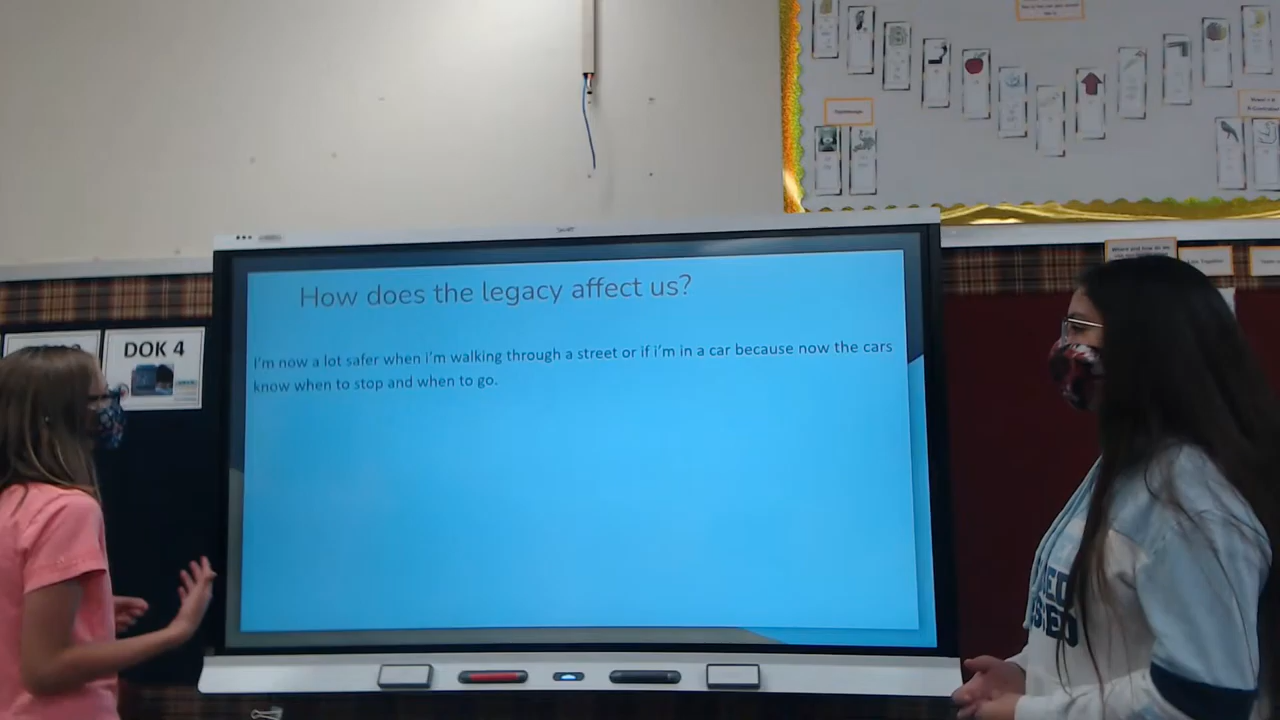 How does the legacy affect us?
I'm now a lot safer when i'm walking through a street or if i'm in a car because now the cars
know when to stop and when to go.
DOK 4